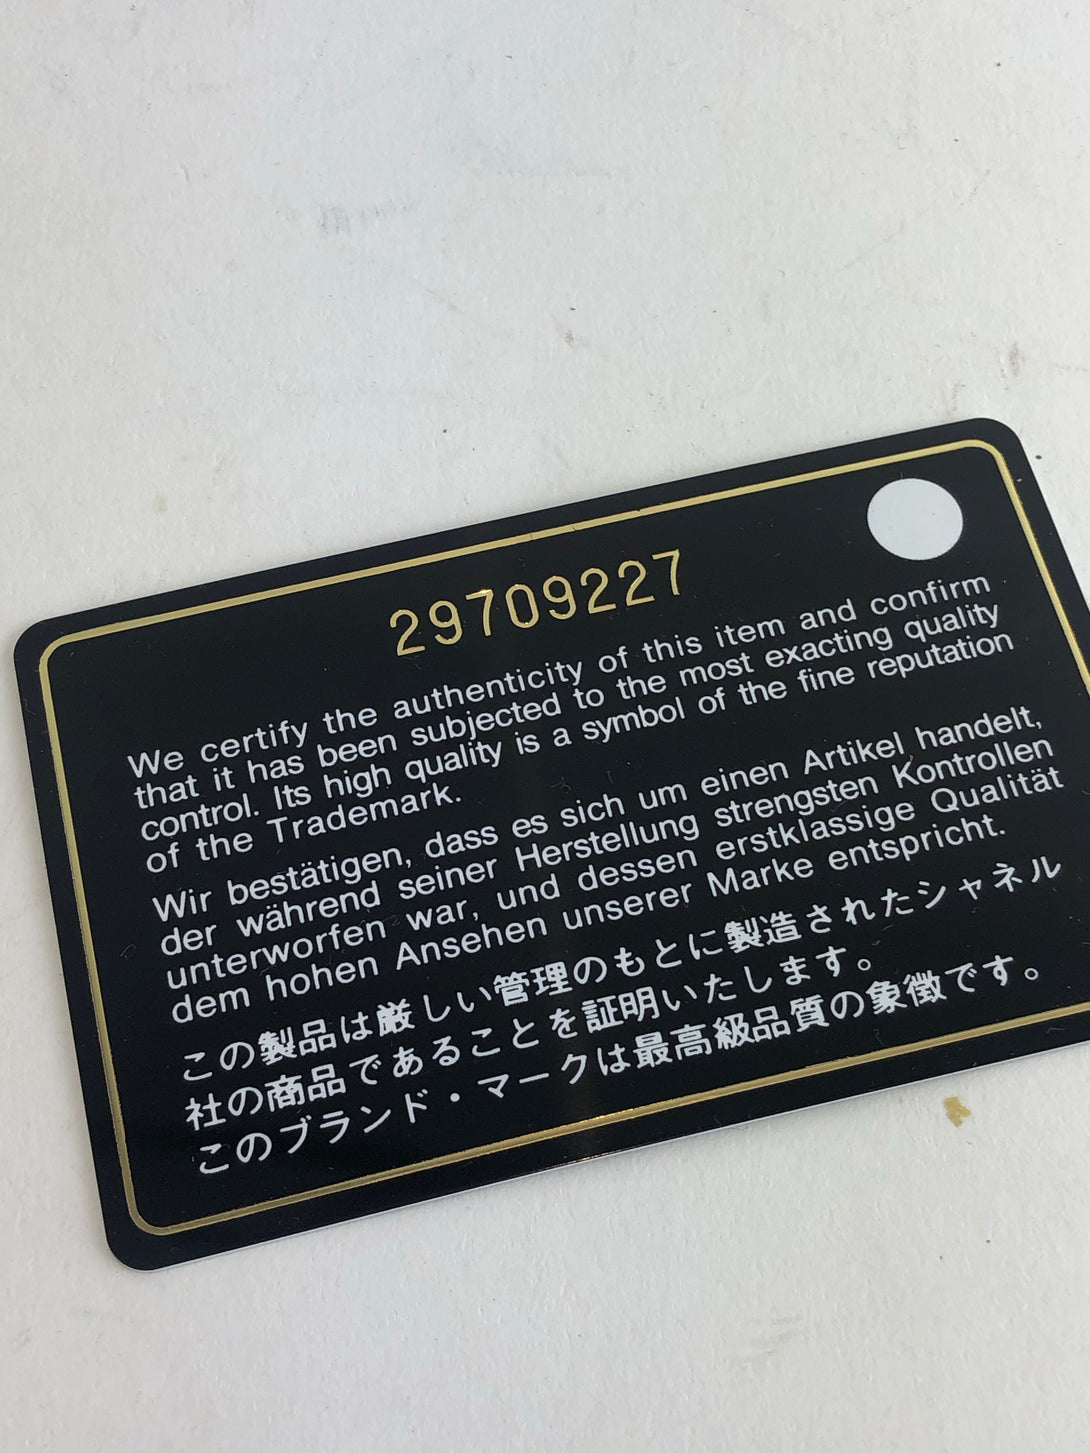 29709227
We certify the authenticity of this item and confirm
that it has been subjected to the most exacting quality
control. Its high quality is a symbol of the fine reputation
of the Trademark.
Wir bestätigen, dass es sich um einen Artikel handelt,
der während seiner Herstellung strengsten Kontrollen
unterworfen war, und dessen erstklassige Qualität
dem hohen Ansehen unserer Marke entspricht.
この製品は厳しい管理のもとに製造されたシャネル
社の商品であることを証明いたします。
このブランド・マークは最高級品質の象徴です。